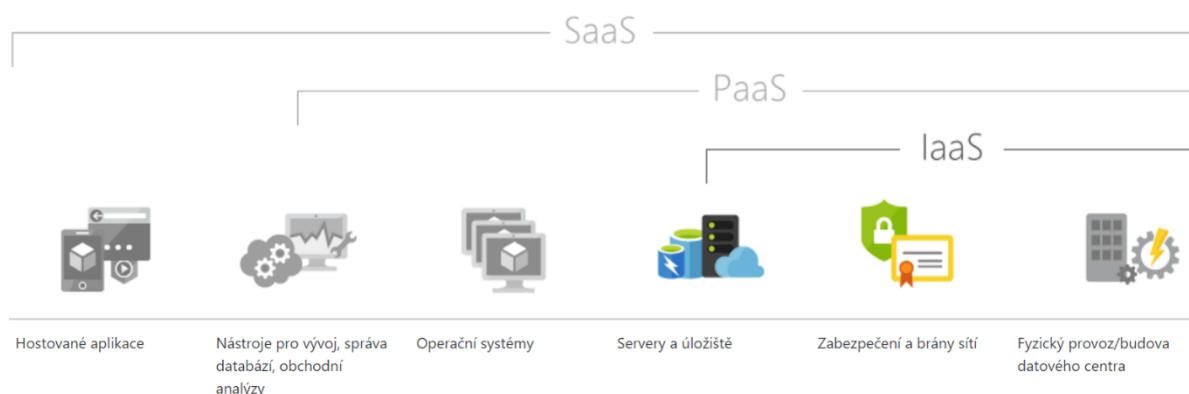 SaaS
PaaS
IaaS
Hostované aplikace
Nástroje pro vývoj, správa
databází, obchodní
analýzy
Operační systémy
Servery a úložiště
Zabezpečení a brány sítí
Fyzický provoz/budova
datového centra